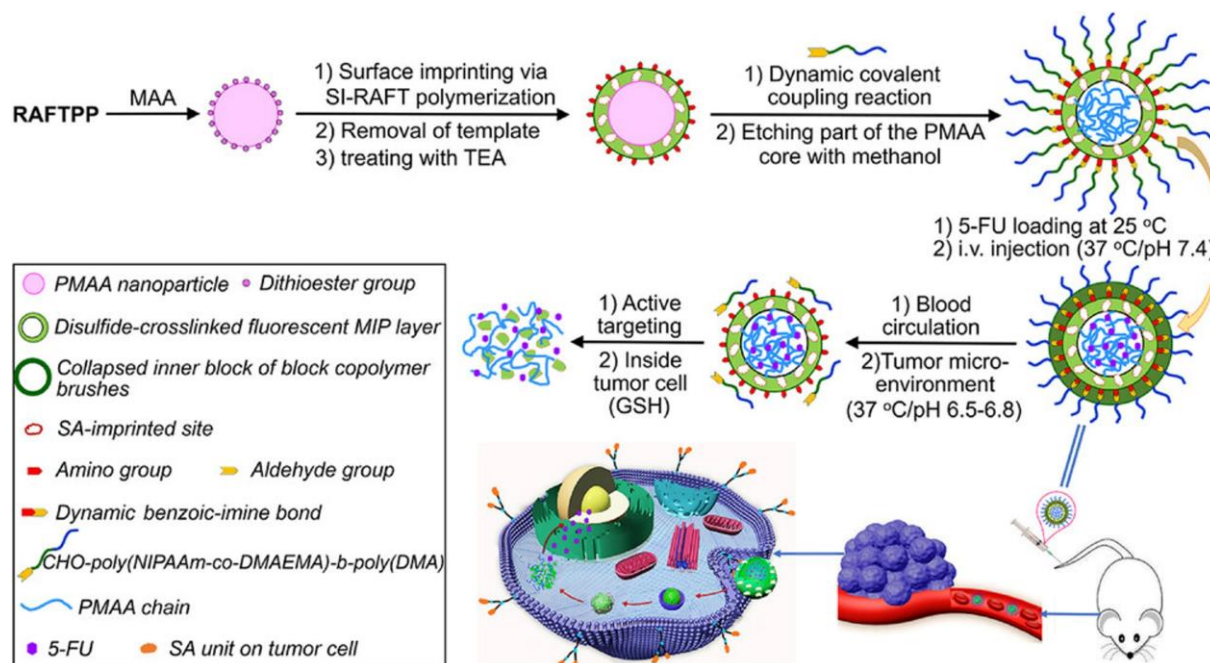 RAFTPP
MAA
1) Surface imprinting via
SI-RAFT polymerization
2) Removal of template
3) treating with TEA
1) Dynamic covalent
coupling reaction
2) Etching part of the PMAA
core with methanol
1) 5-FU loading at 25 °C
2) i.v. injection (37 °C/pH 7.4)
1) Blood
circulation
2)Tumor micro-
environment
(37 °C/pH 6.5-6.8)
1) Active
targeting
2) Inside
tumor cell
(GSH)
PMAA nanoparticle
Dithioester group
Disulfide-crosslinked fluorescent MIP layer
Collapsed inner block of block copolymer
brushes
SA-imprinted site
Amino group
Aldehyde group
Dynamic benzoic-imine bond
CHO-poly(NIPAAm-co-DMAEMA)-b-poly(DMA)
PMAA chain
5-FU
SA unit on tumor cell